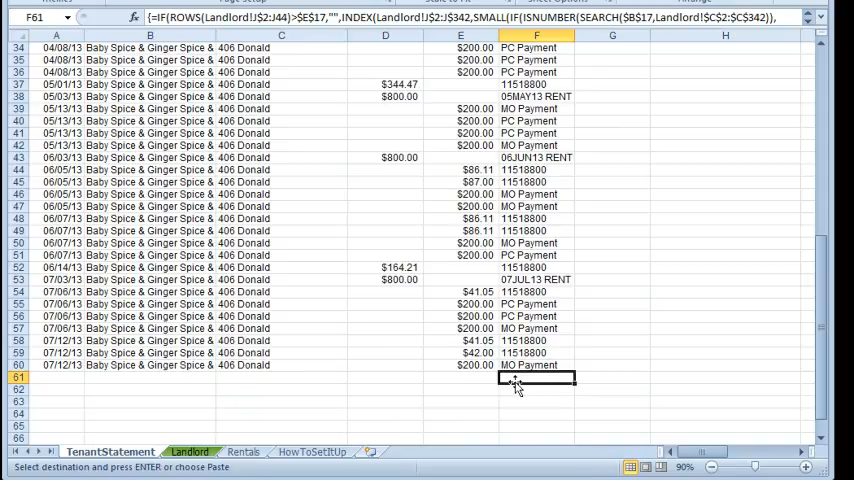 F61 fx {=IF(ROWS(Landlord!J$2:J44)>$E$17,"",INDEX(Landlord!J$2:J$342,SMALL(IF(ISNUMBER(SEARCH($B$17,Landlord!$C$2:$C$342)),
A B C D E F G H
34 04/08/13 Baby Spice & Ginger Spice & 406 Donald $200.00 PC Payment
35 04/08/13 Baby Spice & Ginger Spice & 406 Donald $200.00 PC Payment
36 04/08/13 Baby Spice & Ginger Spice & 406 Donald $200.00 PC Payment
37 05/01/13 Baby Spice & Ginger Spice & 406 Donald $344.47 11518800
38 05/03/13 Baby Spice & Ginger Spice & 406 Donald $800.00 05MAY13 RENT
39 05/13/13 Baby Spice & Ginger Spice & 406 Donald $200.00 MO Payment
40 05/13/13 Baby Spice & Ginger Spice & 406 Donald $200.00 PC Payment
41 05/13/13 Baby Spice & Ginger Spice & 406 Donald $200.00 PC Payment
42 05/13/13 Baby Spice & Ginger Spice & 406 Donald $200.00 MO Payment
43 06/03/13 Baby Spice & Ginger Spice & 406 Donald $800.00 06JUN13 RENT
44 06/05/13 Baby Spice & Ginger Spice & 406 Donald $86.11 11518800
45 06/05/13 Baby Spice & Ginger Spice & 406 Donald $87.00 11518800
46 06/05/13 Baby Spice & Ginger Spice & 406 Donald $200.00 MO Payment
47 06/05/13 Baby Spice & Ginger Spice & 406 Donald $200.00 MO Payment
48 06/07/13 Baby Spice & Ginger Spice & 406 Donald $86.11 11518800
49 06/07/13 Baby Spice & Ginger Spice & 406 Donald $86.11 11518800
50 06/07/13 Baby Spice & Ginger Spice & 406 Donald $200.00 MO Payment
51 06/07/13 Baby Spice & Ginger Spice & 406 Donald $200.00 PC Payment
52 06/14/13 Baby Spice & Ginger Spice & 406 Donald $164.21 11518800
53 07/03/13 Baby Spice & Ginger Spice & 406 Donald $800.00 07JUL13 RENT
54 07/06/13 Baby Spice & Ginger Spice & 406 Donald $41.05 11518800
55 07/06/13 Baby Spice & Ginger Spice & 406 Donald $200.00 PC Payment
56 07/06/13 Baby Spice & Ginger Spice & 406 Donald $200.00 PC Payment
57 07/06/13 Baby Spice & Ginger Spice & 406 Donald $200.00 MO Payment
58 07/12/13 Baby Spice & Ginger Spice & 406 Donald $41.05 11518800
59 07/12/13 Baby Spice & Ginger Spice & 406 Donald $42.00 11518800
60 07/12/13 Baby Spice & Ginger Spice & 406 Donald $200.00 MO Payment
61
62
63
64
65
66
TenantStatement Landlord Rentals HowToSetItUp
Select destination and press ENTER or choose Paste 90%